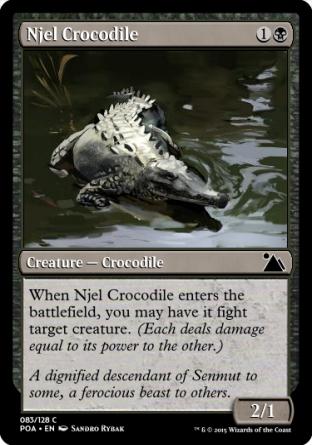 Njel Crocodile 1
Creature — Crocodile
When Njel Crocodile enters the
battlefield, you may have it fight
target creature. (Each deals damage
equal to its power to the other.)
A dignified descendant of Senmut to
some, a ferocious beast to others.
2/1
083/128 C
POA • EN SANDRO RYBAK
™ & © 2015 Wizards of the Coast